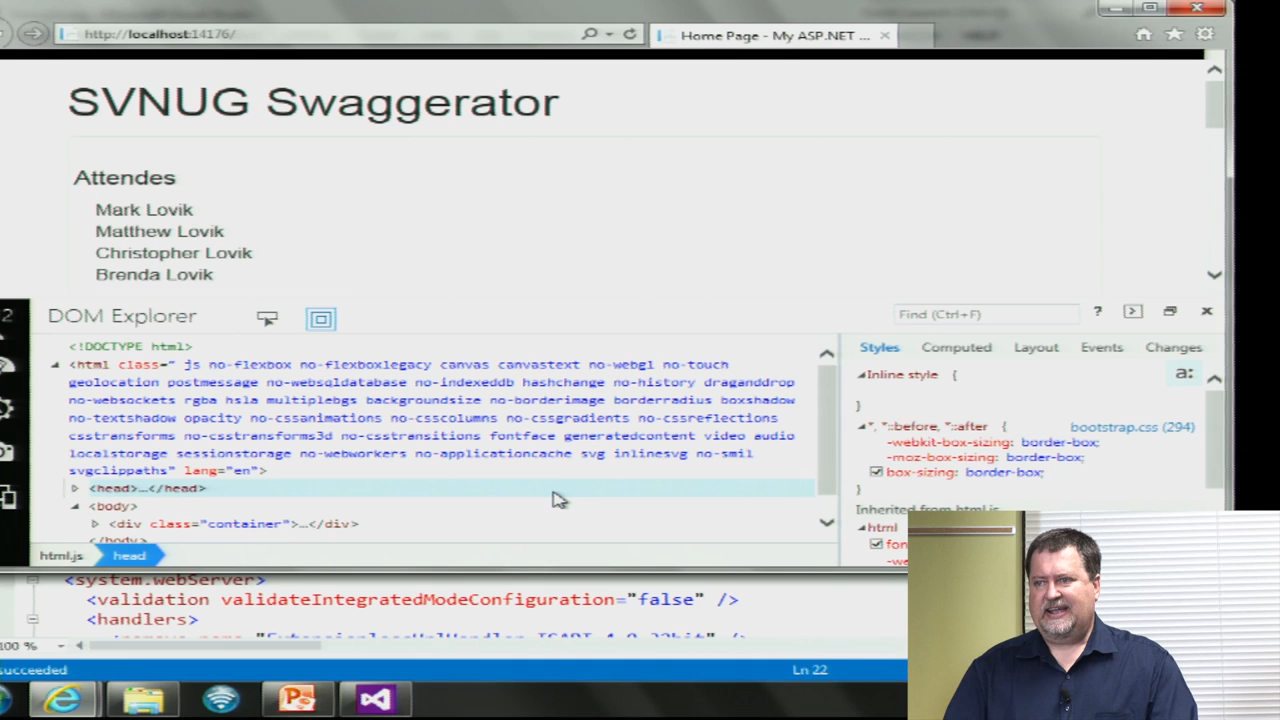 http://localhost:14176/
Home Page - My ASP.NET ...
SVNUG Swaggerator
Attendes
Mark Lovik
Matthew Lovik
Christopher Lovik
Brenda Lovik
2
DOM Explorer
Find (Ctrl+F)
?
<!DOCTYPE html>
<html class=" js no-flexbox no-flexboxlegacy canvas canvastext no-webgl no-touch
geolocation postmessage no-websqldatabase no-indexeddb hashchange no-history draganddrop
no-websockets rgba hsla multiplebgs backgroundsize no-borderimage borderradius boxshadow
no-textshadow opacity no-cssanimations no-csscolumns no-cssgradients no-cssreflections
csstransforms no-csstransforms3d no-csstransitions fontface generatedcontent video audio
localstorage sessionstorage no-webworkers no-applicationcache svg inlinesvg no-smil
svgclippaths" lang="en">
<head>...</head>
<body>
<div class="container">...</div>
</body>
html.js
head
Styles Computed Layout Events Changes
Inline style {
a:
}
*, *::before, *::after {
bootstrap.css (294)
-webkit-box-sizing: border-box;
-moz-box-sizing: border-box;
box-sizing: border-box;
}
Inherited from html.js
html
<system.webServer>
<validation validateIntegratedModeConfiguration="false" />
<handlers>
100 %
succeeded
Ln 22